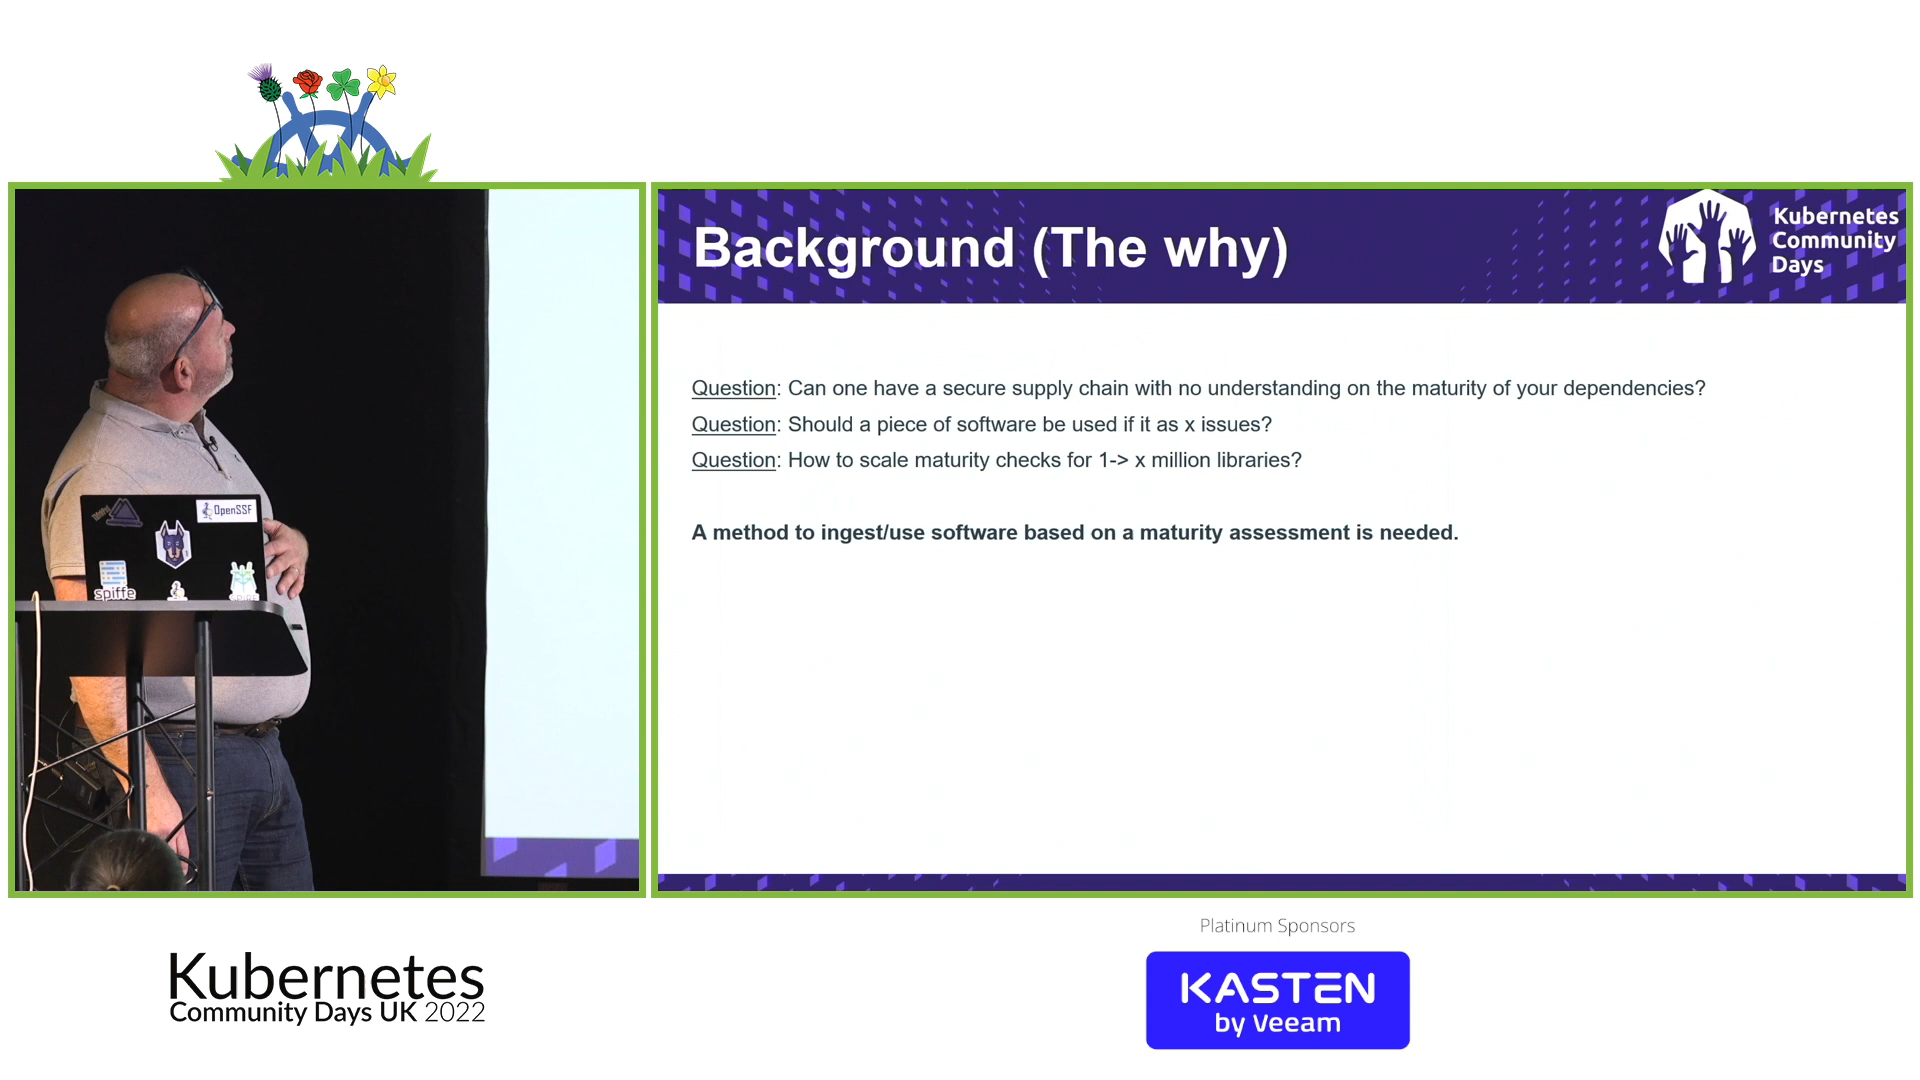 Background (The why)
Kubernetes
Community
Days
Question: Can one have a secure supply chain with no understanding on the maturity of your dependencies?
Question: Should a piece of software be used if it as x issues?
Question: How to scale maturity checks for 1-> x million libraries?
A method to ingest/use software based on a maturity assessment is needed.
OpenSSF
spiffe
Kubernetes
Community Days UK 2022
Platinum Sponsors
KASTEN
by Veeam